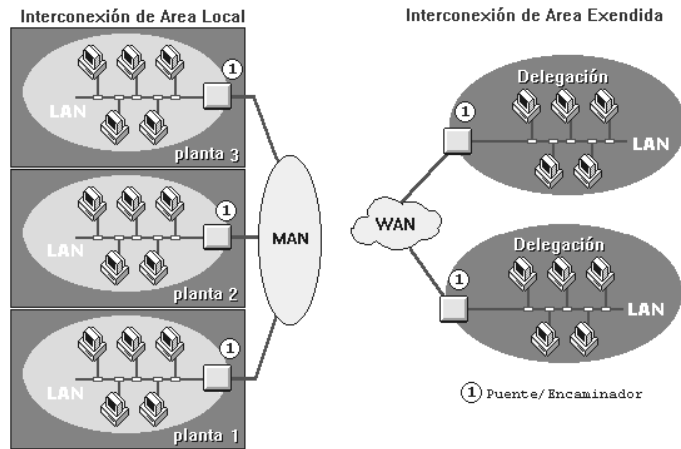 Interconexión de Area Local
Interconexión de Area Exendida
1
LAN
planta 3
1
LAN
planta 2
1
LAN
planta 1
MAN
WAN
Delegación
1
LAN
Delegación
1
LAN
1 Puente/Encaminador